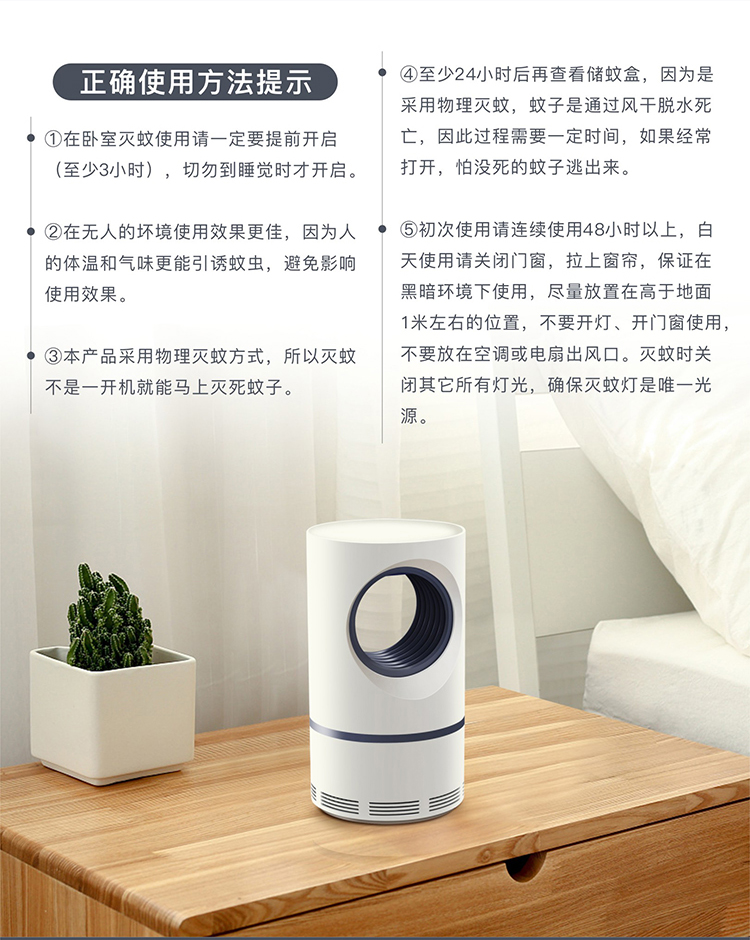 正确使用方法提示
①在卧室灭蚊使用请一定要提前开启
（至少3小时），切勿到睡觉时才开启。
②在无人的坏境使用效果更佳，因为人
的体温和气味更能引诱蚊虫，避免影响
使用效果。
③本产品采用物理灭蚊方式，所以灭蚊
不是一开机就能马上灭死蚊子。
④至少24小时后再查看储蚊盒，因为是
采用物理灭蚊，蚊子是通过风干脱水死
亡，因此过程需要一定时间，如果经常
打开，怕没死的蚊子逃出来。
⑤初次使用请连续使用48小时以上，白
天使用请关闭门窗，拉上窗帘，保证在
黑暗环境下使用，尽量放置在高于地面
1米左右的位置，不要开灯、开门窗使用，
不要放在空调或电扇出风口。灭蚊时关
闭其它所有灯光，确保灭蚊灯是唯一光
源。